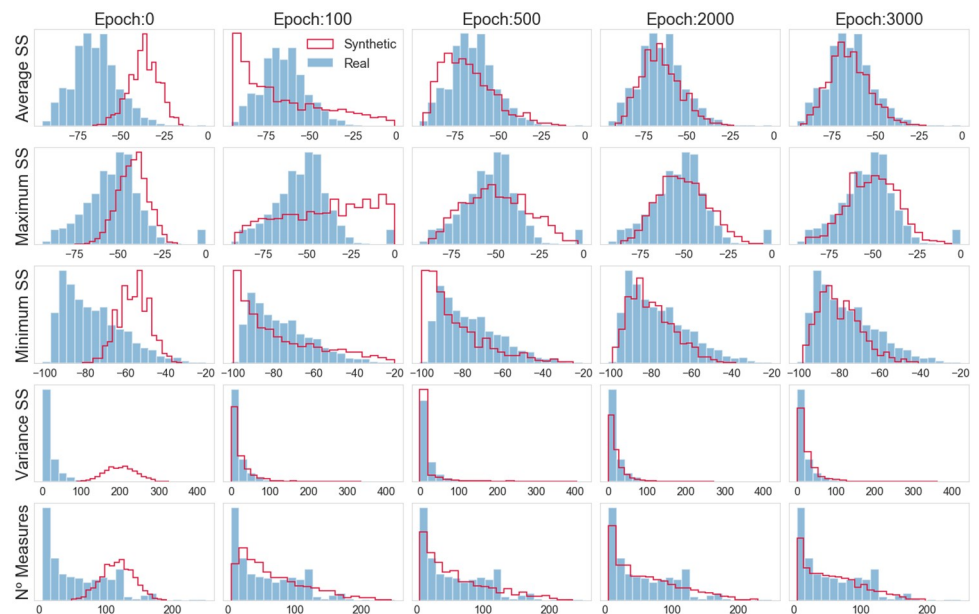 Epoch:0 Epoch:100 Epoch:500 Epoch:2000 Epoch:3000
Average SS
Synthetic
Real
-75 -50 -25 0 -75 -50 -25 0 -75 -50 -25 0 -75 -50 -25 0 -75 -50 -25 0
Maximum SS
-75 -50 -25 0 -75 -50 -25 0 -75 -50 -25 0 -75 -50 -25 0 -75 -50 -25 0
Minimum SS
-100 -80 -60 -40 -20 -100 -80 -60 -40 -20 -100 -80 -60 -40 -20 -100 -80 -60 -40 -20 -100 -80 -60 -40 -20
Variance SS
0 100 200 300 400 0 100 200 300 400 0 100 200 300 400 0 100 200 300 400 0 100 200 300 400
Nº Measures
0 100 200 0 100 200 0 100 200 0 100 200 0 100 200